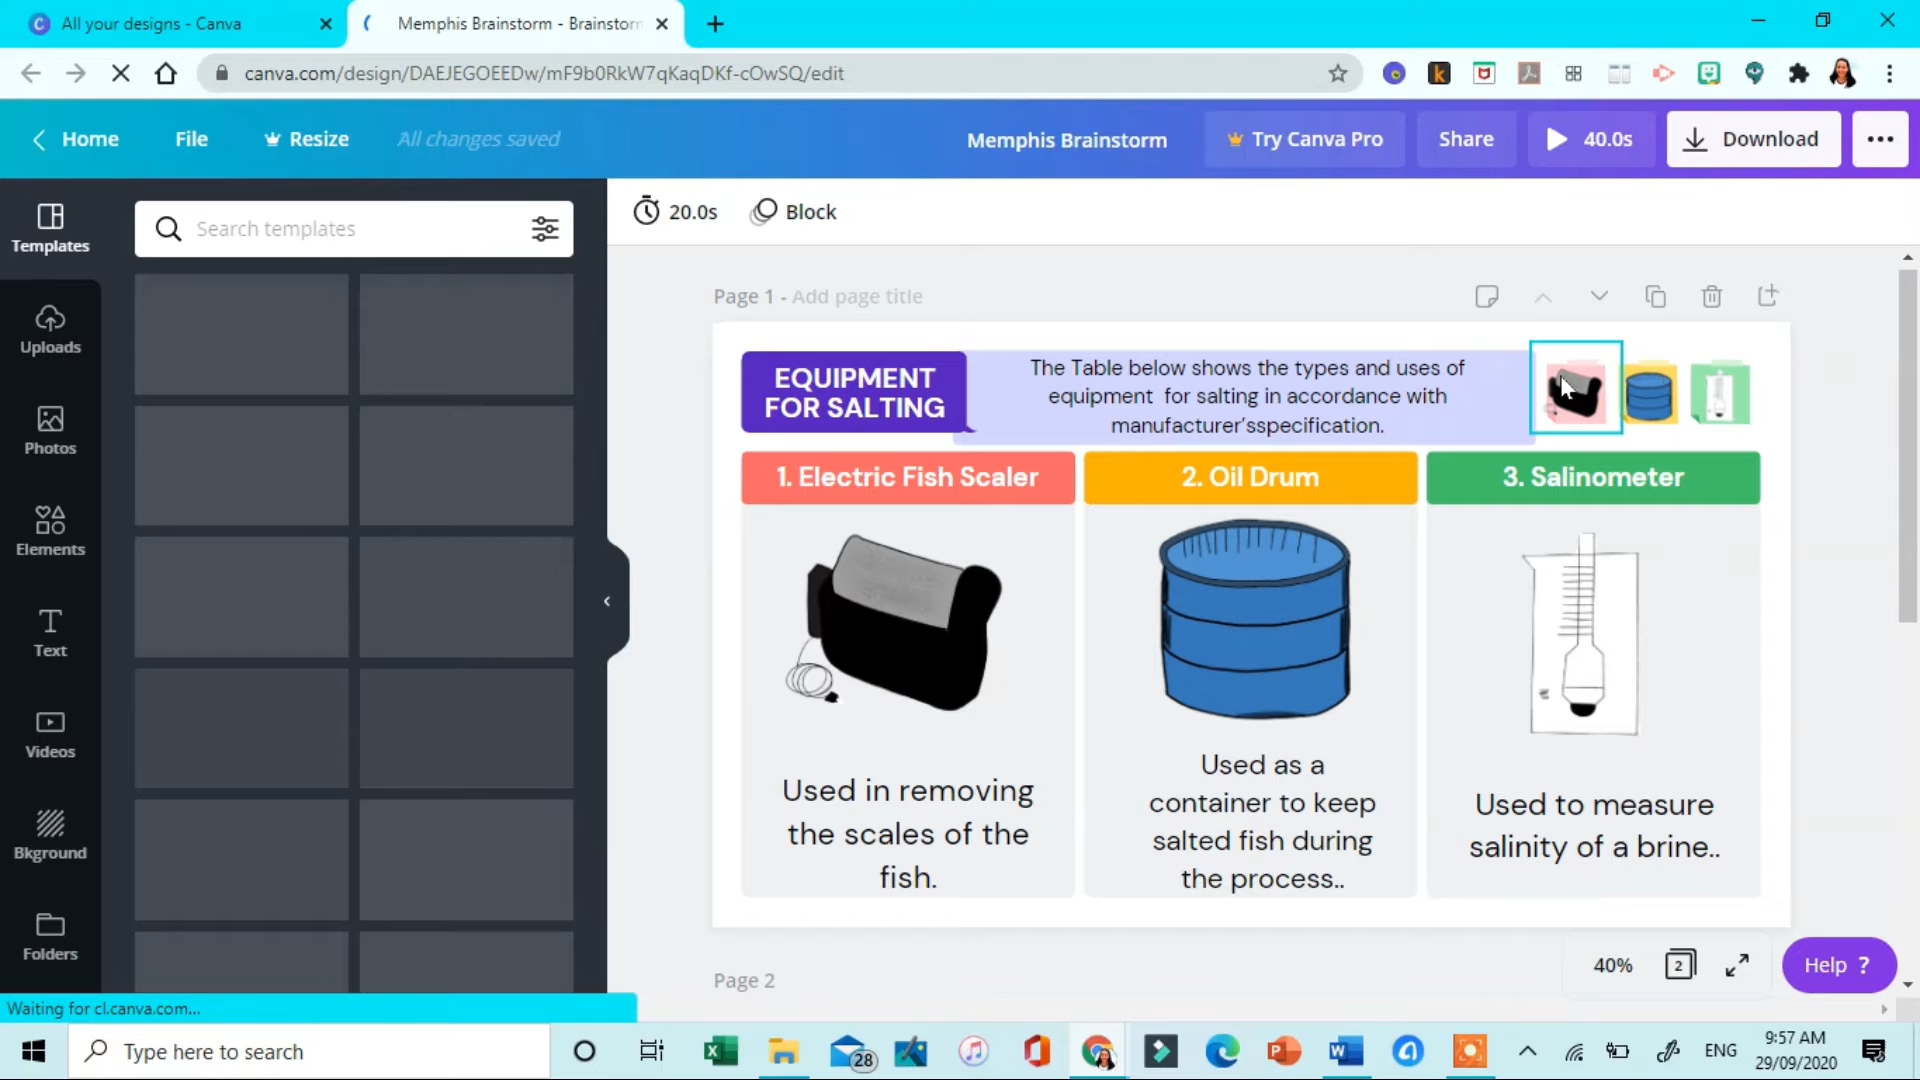 All your designs - Canva
Memphis Brainstorm - Brainstorm
canva.com/design/DAEJEGOEEDw/mF9b0RkW7qKaqDKf-cOwSQ/edit
Home
File
Resize
All changes saved
Memphis Brainstorm
Try Canva Pro
Share
40.0s
Download
Templates
Uploads
Photos
Elements
Text
Videos
Bkground
Folders
Search templates
20.0s
Block
Page 1 - Add page title
EQUIPMENT
FOR SALTING
The Table below shows the types and uses of
equipment for salting in accordance with
manufacturer'sspecification.
1. Electric Fish Scaler
2. Oil Drum
3. Salinometer
Used in removing
the scales of the
fish.
Used as a
container to keep
salted fish during
the process..
Used to measure
salinity of a brine..
Page 2
40%
2
Help ?
Waiting for cl.canva.com...
Type here to search
28
ENG
9:57 AM
29/09/2020